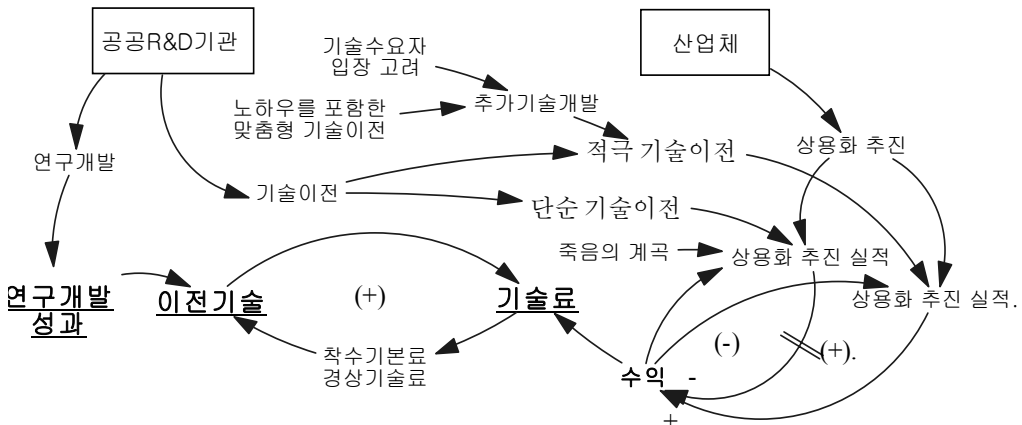 공공R&D기관
기술수요자
입장 고려
산업체
노하우를 포함한
맞춤형 기술이전
추가기술개발
연구개발
적극 기술이전
상용화 추진
기술이전
단순 기술이전
죽음의 계곡
상용화 추진 실적
연구개발
성과
이전기술
(+)
기술료
상용화 추진 실적.
착수기본료
경상기술료
(-)
(+).
수익
-
+